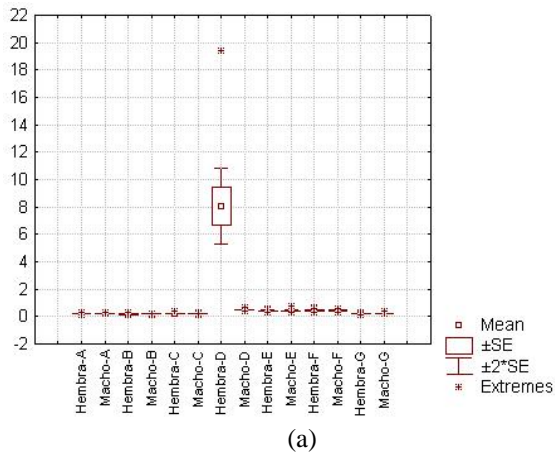 22
20
18
16
14
12
10
8
6
4
2
0
-2
Hembra-A
Macho-A
Hembra-B
Macho-B
Hembra-C
Macho-C
Hembra-D
Macho-D
Hembra-E
Macho-E
Hembra-F
Macho-F
Hembra-G
Macho-G
Mean
±SE
±2*SE
Extremes
(a)